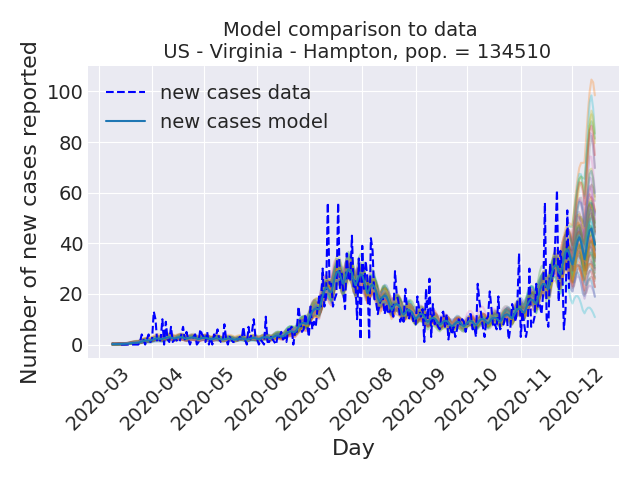 Model comparison to data
US - Virginia - Hampton, pop. = 134510
new cases data
new cases model
Number of new cases reported
100
80
60
40
20
0
2020-03
2020-04
2020-05
2020-06
2020-07
2020-08
2020-09
2020-10
2020-11
2020-12
Day